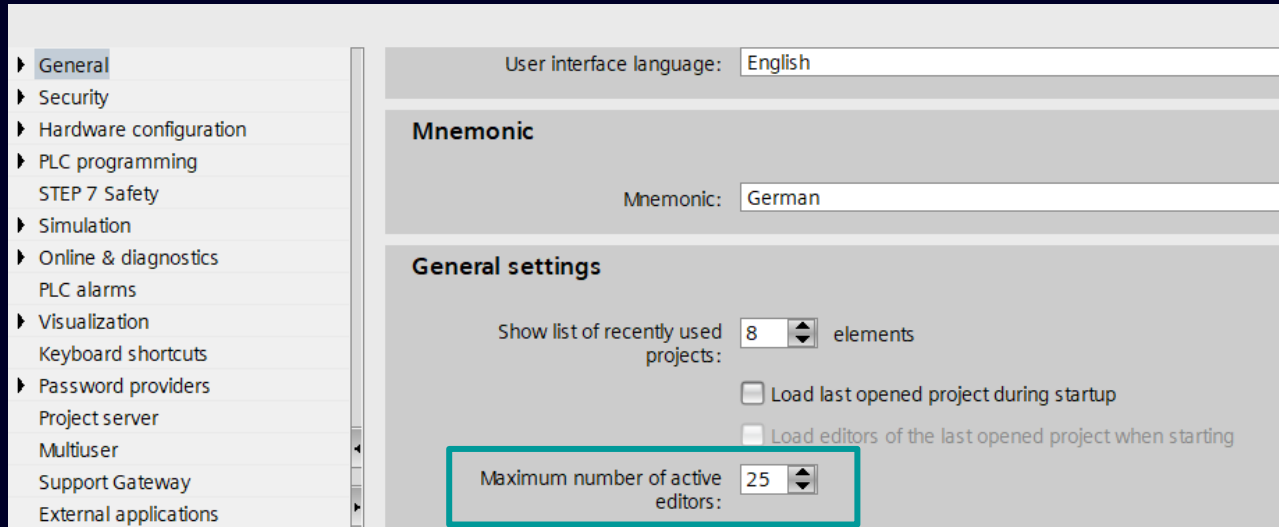 General
Security
Hardware configuration
PLC programming
STEP 7 Safety
Simulation
Online & diagnostics
PLC alarms
Visualization
Keyboard shortcuts
Password providers
Project server
Multiuser
Support Gateway
External applications
User interface language: English
Mnemonic
Mnemonic: German
General settings
Show list of recently used
projects: 8 elements
Load last opened project during startup
Load editors of the last opened project when starting
Maximum number of active
editors: 25